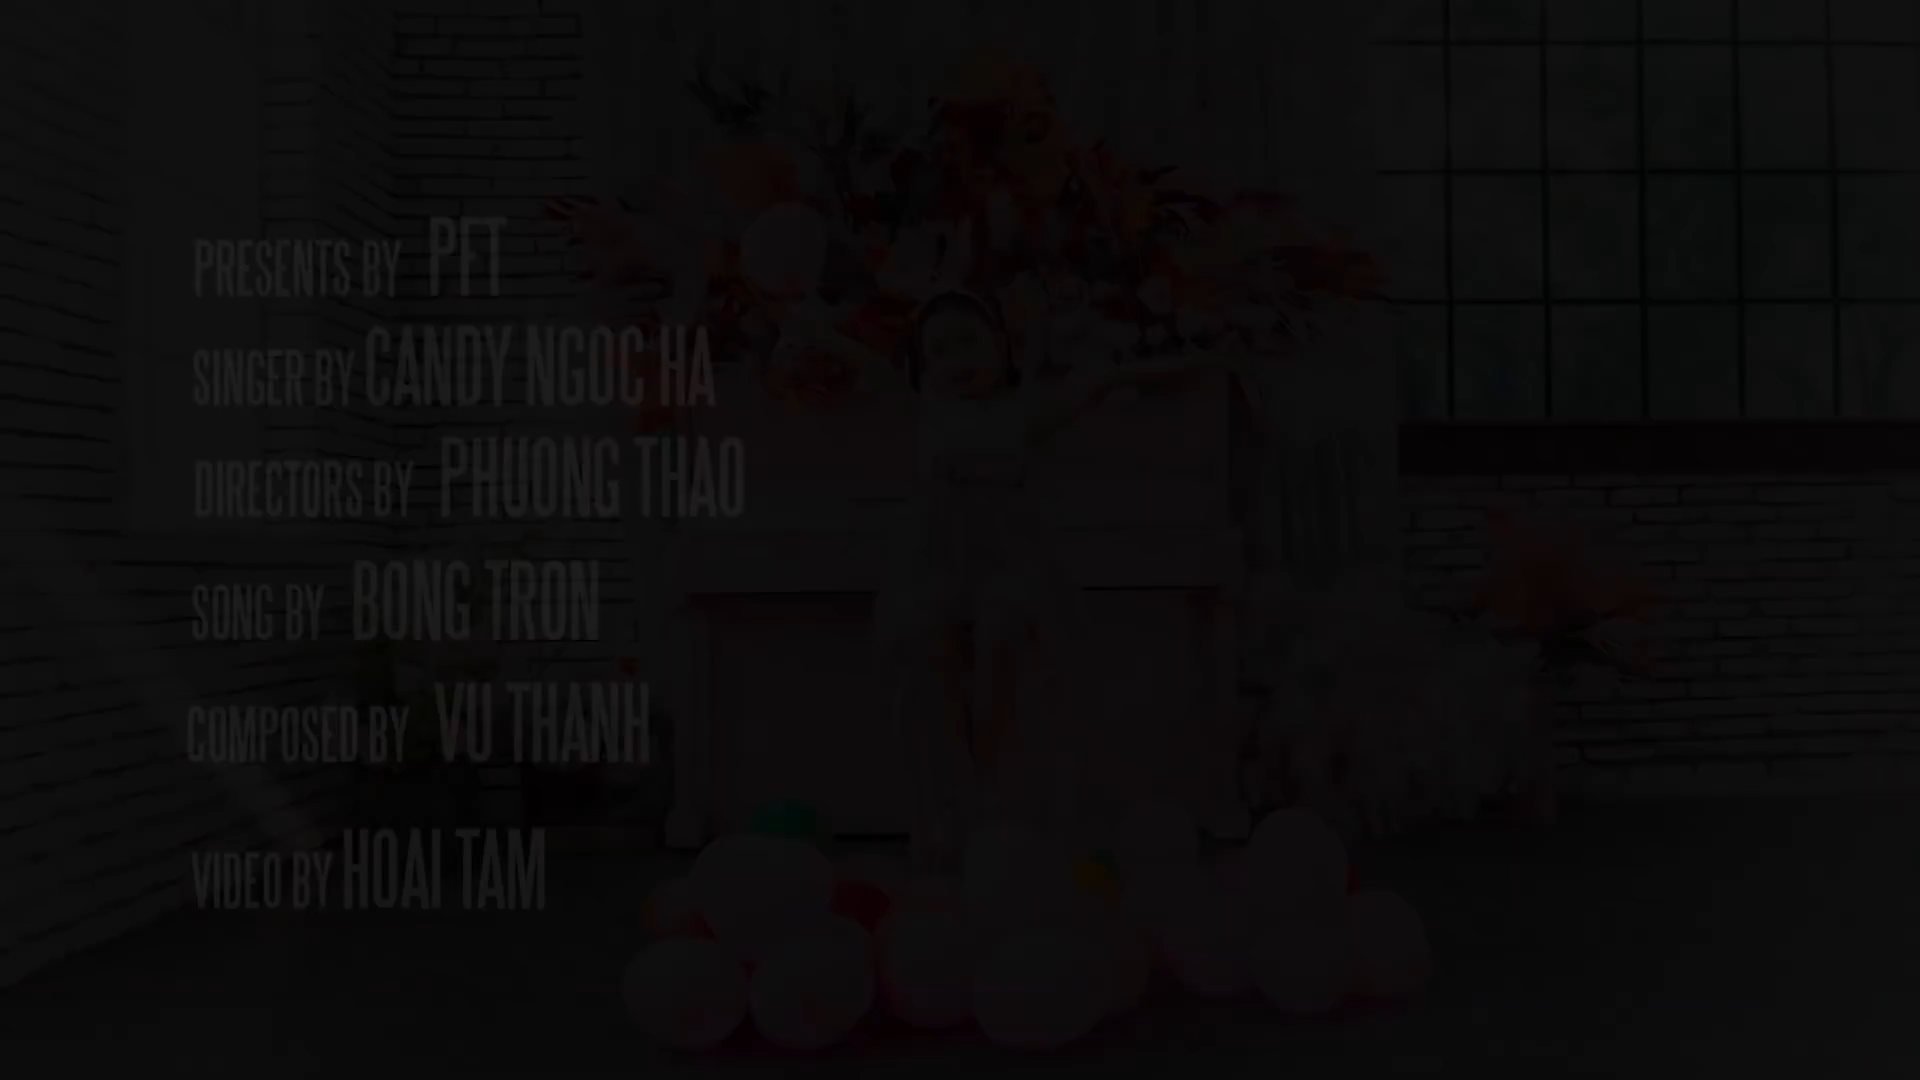 PRESENTS BY PFT
SINGER BY CANDY NGOC HA
DIRECTORS BY PHUONG THAO
SONG BY BONG TRON
COMPOSED BY VU THANH
VIDEO BY HOAI TAM